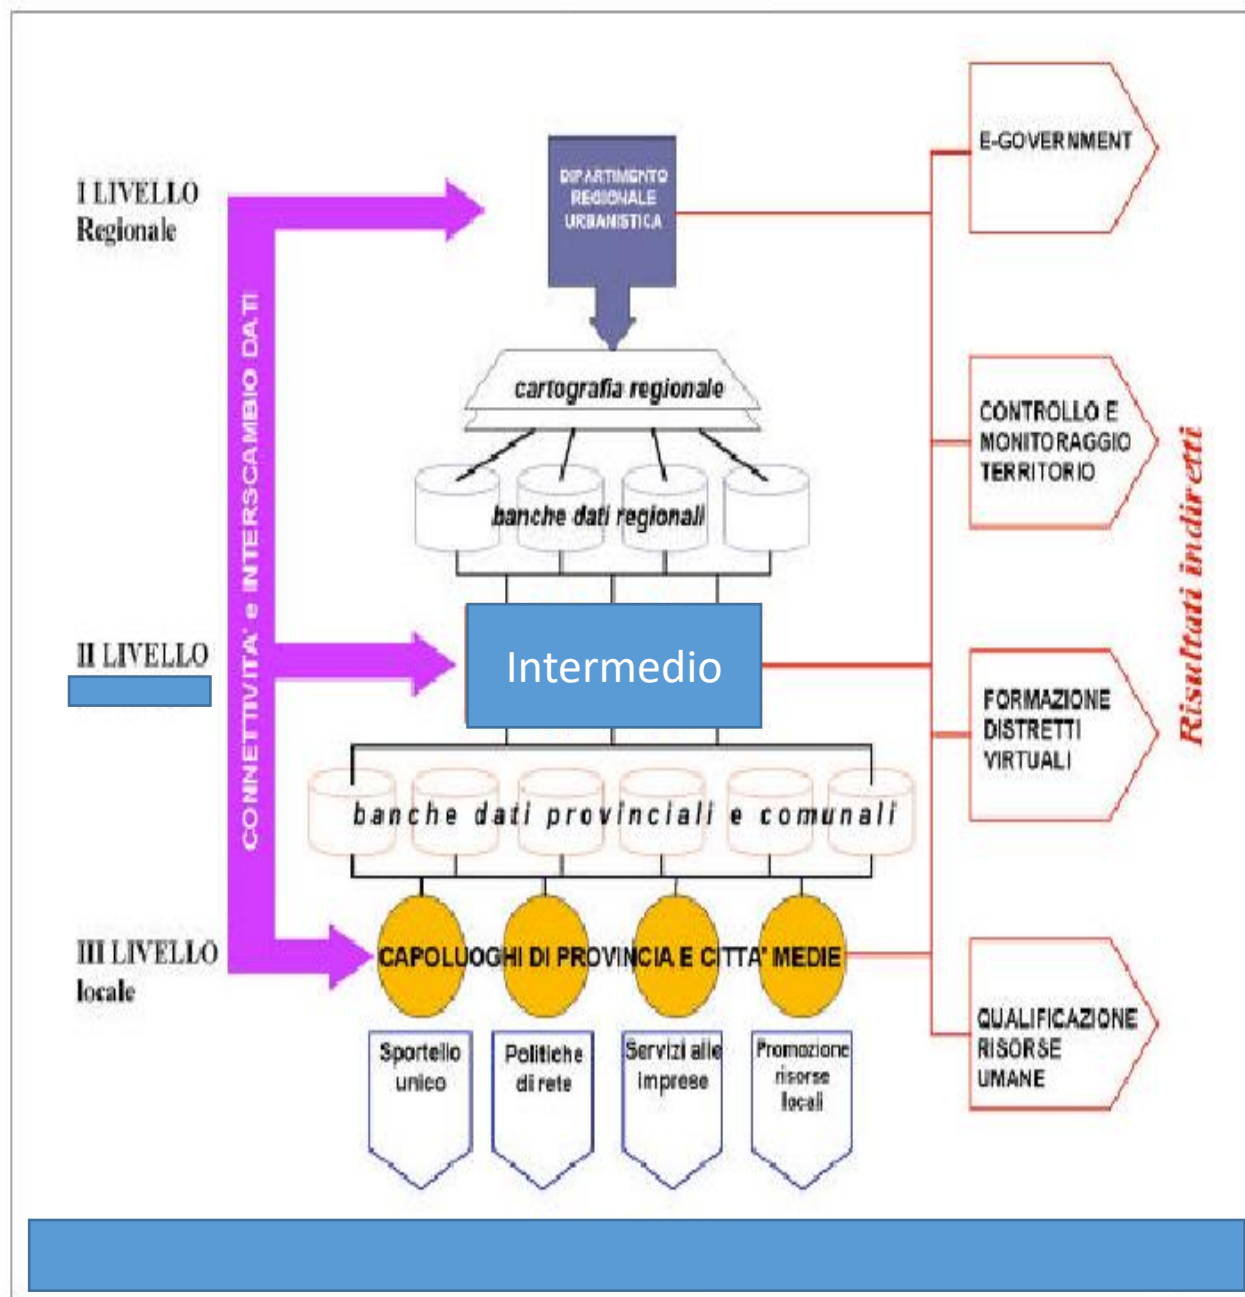 I LIVELLO
Regionale
DIPARTIMENTO
REGIONALE
URBANISTICA
E-GOVERNMENT
CONNETTIVITA' e INTERSCAMBIO DATI
cartografia regionale
CONTROLLO E
MONITORAGGIO
TERRITORIO
banche dati regionali
Risultati indiretti
II LIVELLO
Intermedio
FORMAZIONE
DISTRETTI
VIRTUALI
banche dati provinciali e comunali
III LIVELLO
locale
CAPOLUOGHI DI PROVINCIA E CITTA' MEDIE
QUALIFICAZIONE
RISORSE
UMANE
Sportello
unico
Politiche
di rete
Servizi alle
imprese
Promozione
risorse
locali